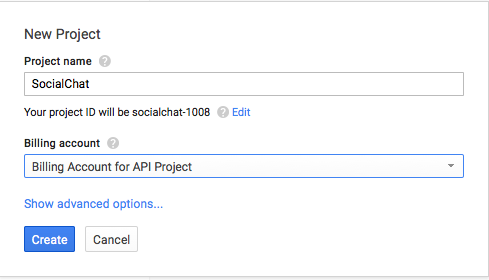 New Project
Project name ?
SocialChat
Your project ID will be socialchat-1008 ? Edit
Billing account ?
Billing Account for API Project
Show advanced options...
Create Cancel